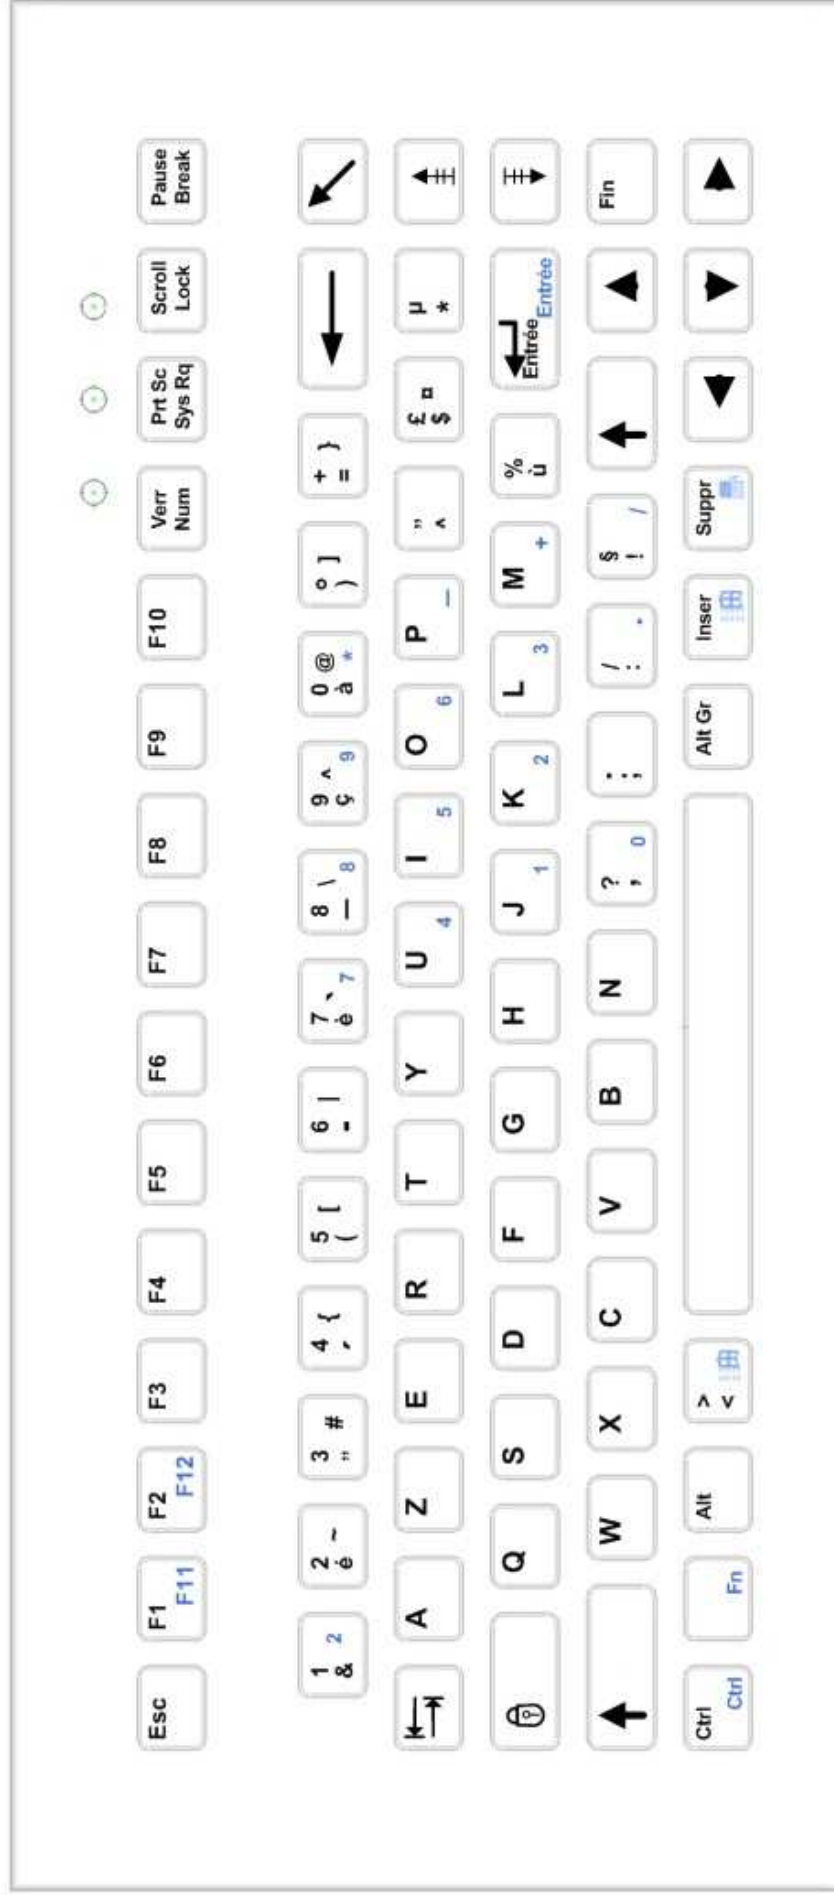 Esc
F1
F11
F2
F12
F3
F4
F5
F6
F7
F8
F9
F10
Verr
Num
Prt Sc
Sys Rq
Scroll
Lock
Pause
Break
1
& 2
2 ~
é
3 #
"
4 {
'
5 [
(
6 |
-
7 `
è 7
8 \
_ 8
9 ^
ç 9
0 @
à *
° ]
)
+ }
=
A
Z
E
R
T
Y
U
4
I
5
O
6
P
_
¨
^
£ ¤
$
µ
*
Q
S
D
F
G
H
J
1
K
2
L
3
M
+
%
ù
Entrée
Entrée
W
X
C
V
B
N
?
, 0
.
;
/
: .
§
! /
Fin
Ctrl
Ctrl
Fn
Alt
>
<
Alt Gr
Inser
Suppr